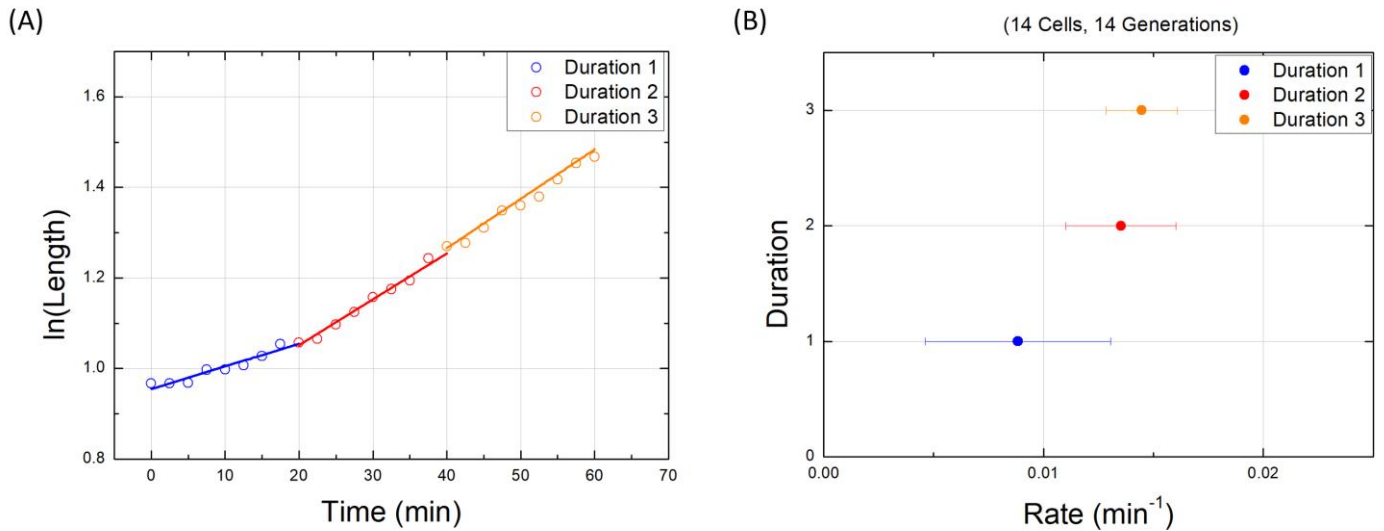 (A)
ln(Length)
1.6
1.4
1.2
1.0
0.8
0
10
20
30
40
50
60
70
Time (min)
Duration 1
Duration 2
Duration 3
(B)
(14 Cells, 14 Generations)
Duration
3
2
1
0
0.00
0.01
0.02
Rate (min⁻¹)
Duration 1
Duration 2
Duration 3